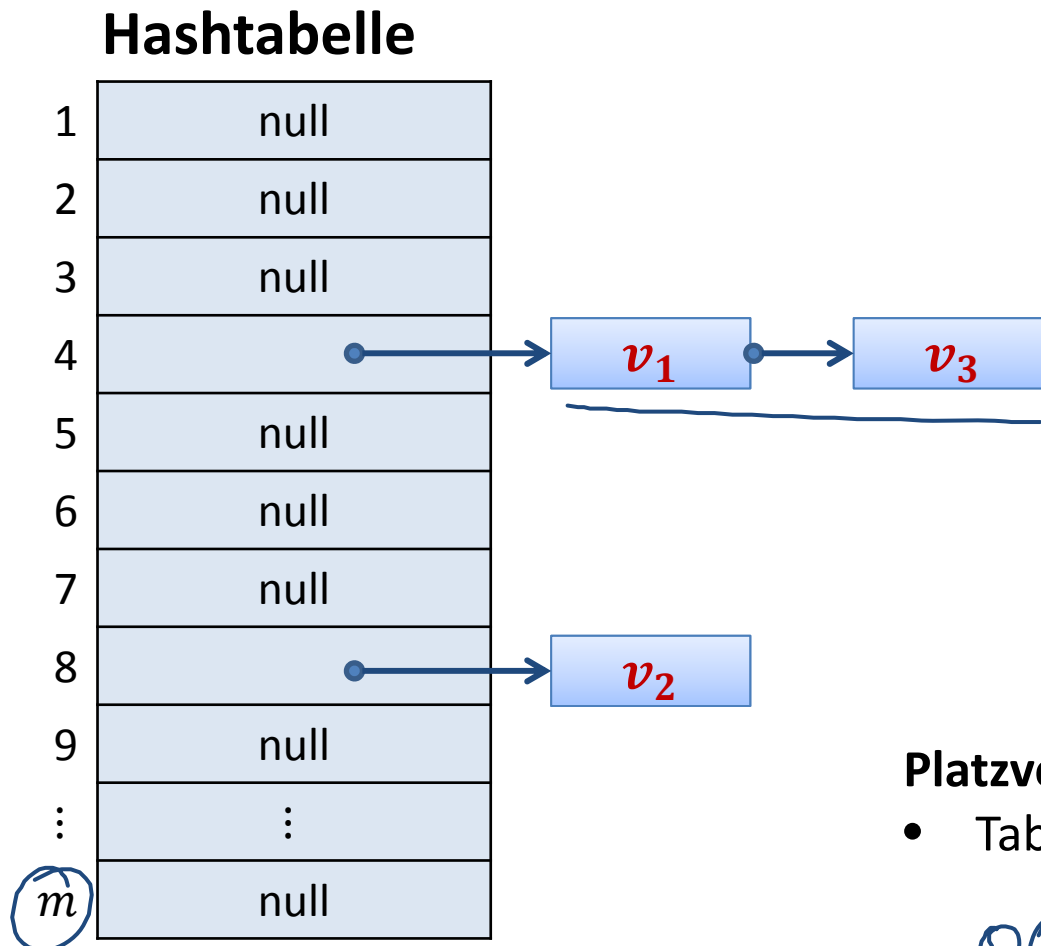 Hashtabelle
1 null
2 null
3 null
4 v₁ v₃
5 null
6 null
7 null
8 v₂
9 null
⋮ ⋮
m null
•